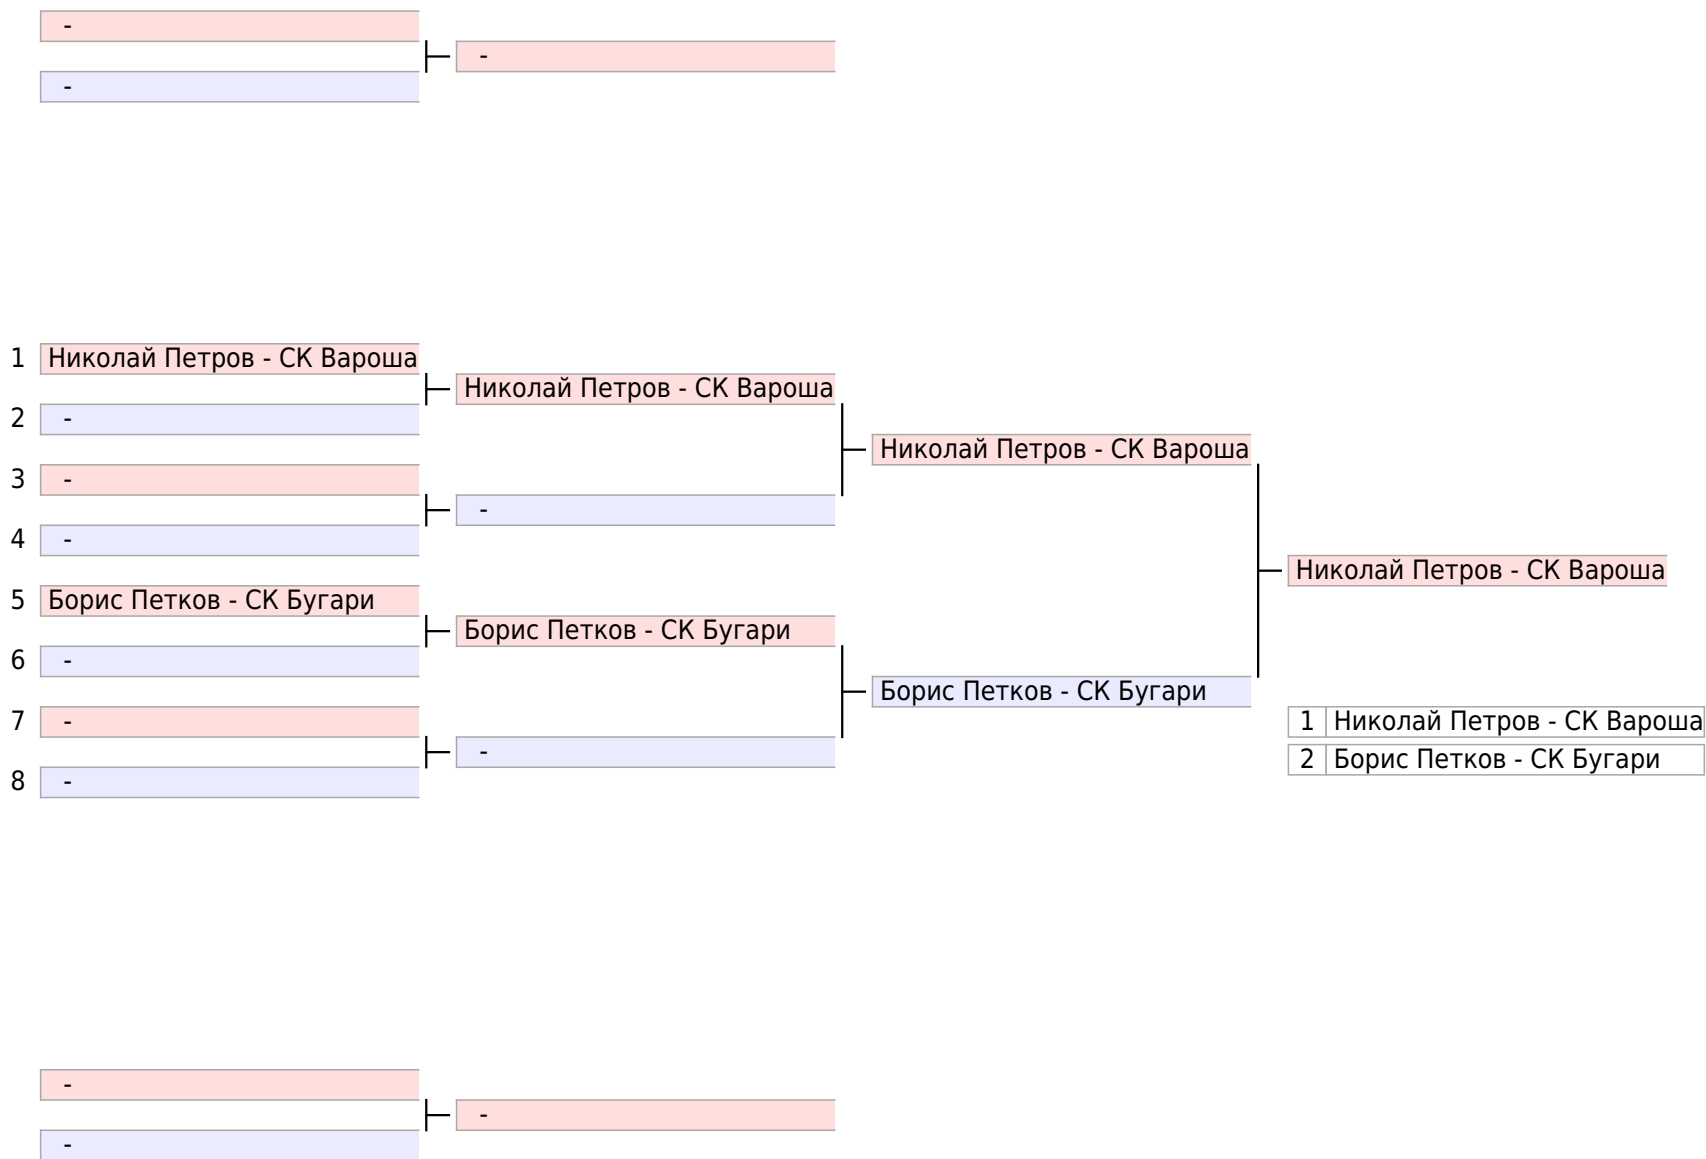 -
-
-
1 Николай Петров - СК Вароша
Николай Петров - СК Вароша
2 -
Николай Петров - СК Вароша
3 -
-
4 -
Николай Петров - СК Вароша
5 Борис Петков - СК Бугари
Борис Петков - СК Бугари
6 -
Борис Петков - СК Бугари
7 -
1 Николай Петров - СК Вароша
-
2 Борис Петков - СК Бугари
8 -
-
-
-